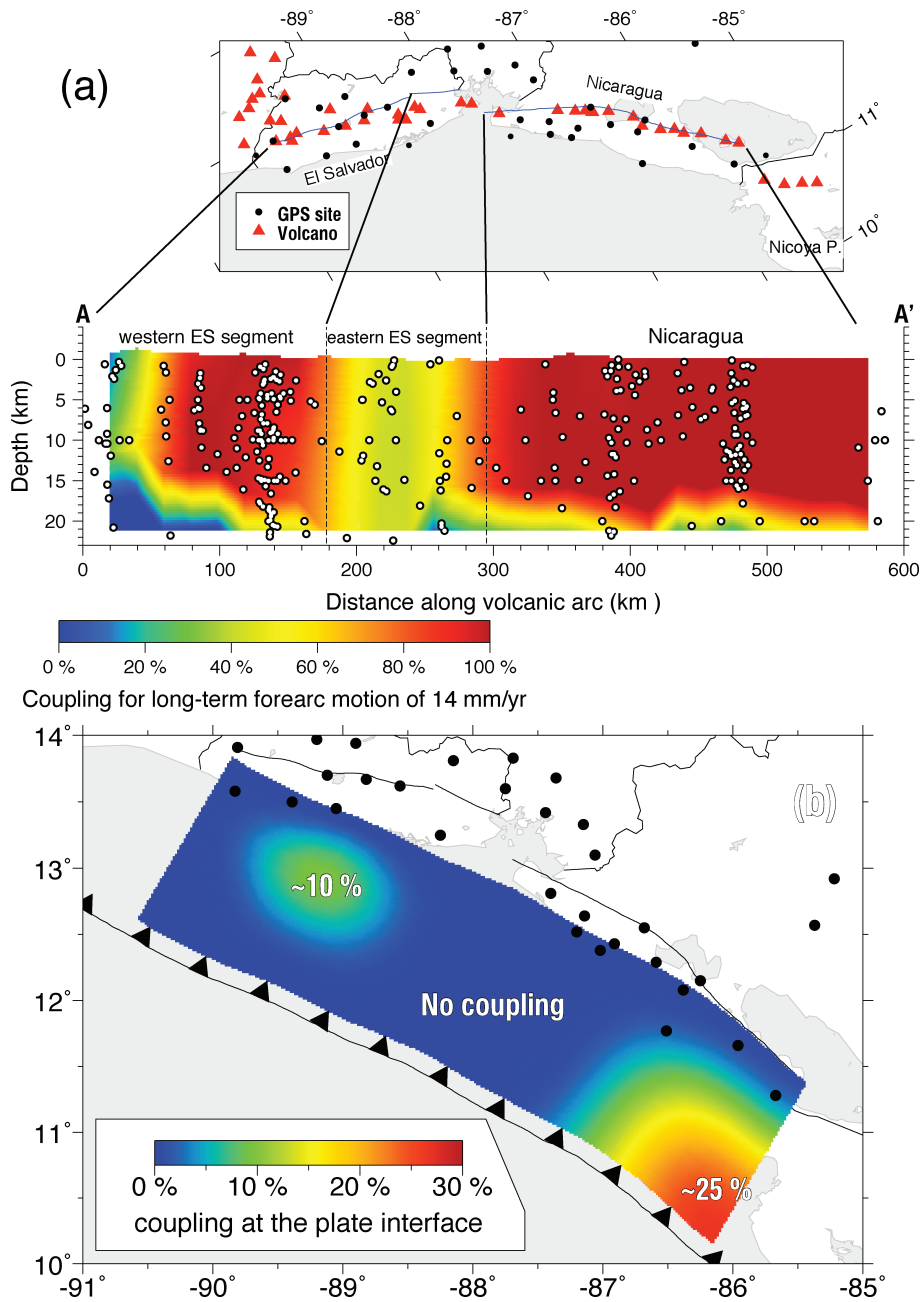 -89° -88° -87° -86° -85°
(a)
Nicaragua
11°
El Salvador
GPS site
Volcano
10°
Nicoya P.
A A'
western ES segment eastern ES segment Nicaragua
Depth (km)
0
5
10
15
20
0 100 200 300 400 500 600
Distance along volcanic arc (km )
0 % 20 % 40 % 60 % 80 % 100 %
Coupling for long-term forearc motion of 14 mm/yr
14°
(b)
13°
~10 %
12°
No coupling
11°
~25 %
0 % 10 % 20 % 30 %
coupling at the plate interface
10°
-91 -90 -89 -88 -87 -86 -85